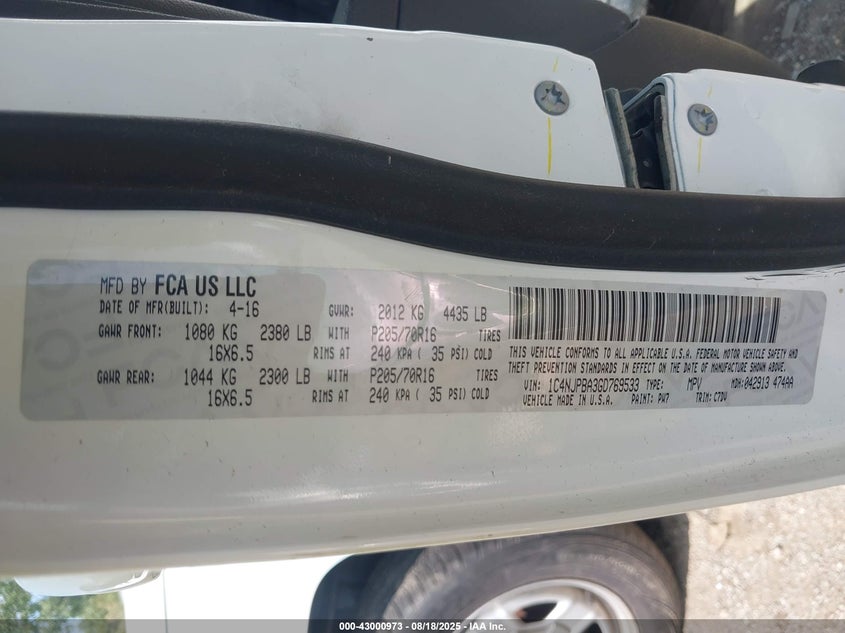 MFD BY FCA US LLC
DATE OF MFR(BUILT): 4-16 GVWR: 2012 KG 4435 LB
GAWR FRONT: 1080 KG 2380 LB WITH P205/70R16 TIRES
16X6.5 RIMS AT 240 KPA ( 35 PSI) COLD
GAWR REAR: 1044 KG 2300 LB WITH P205/70R16 TIRES
16X6.5 RIMS AT 240 KPA ( 35 PSI) COLD
THIS VEHICLE CONFORMS TO ALL APPLICABLE U.S.A. FEDERAL MOTOR VEHICLE SAFETY AND
THEFT PREVENTION STANDARDS IN EFFECT ON THE DATE OF MANUFACTURE SHOWN ABOVE.
VIN: 1C4NJPBA3GD769533 TYPE: MPV MDH: 042913 474AA
VEHICLE MADE IN U.S.A. PAINT: PW7 TRIM: C7DV
000-43000973 - 08/18/2025 - IAA Inc.